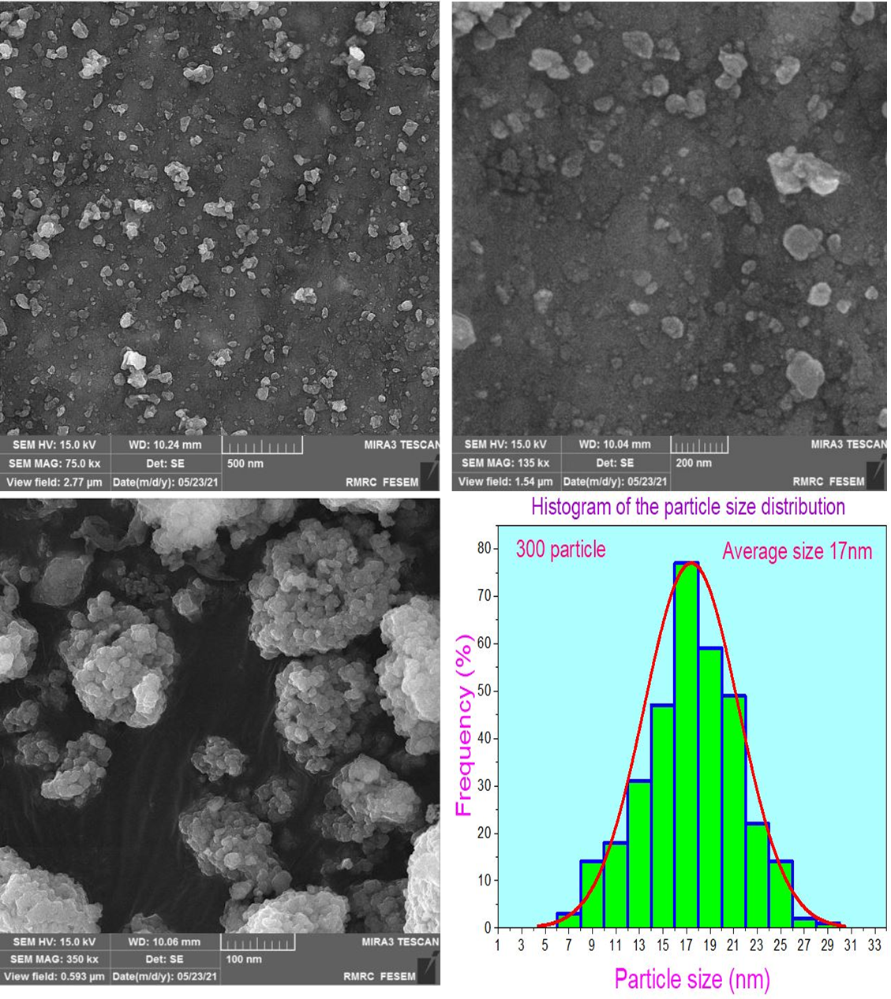 SEM HV: 15.0 kV WD: 10.24 mm MIRA3 TESCAN
SEM MAG: 75.0 kx Det: SE 500 nm
View field: 2.77 µm Date(m/d/y): 05/23/21 RMRC FESEM
SEM HV: 15.0 kV WD: 10.04 mm MIRA3 TESCAN
SEM MAG: 135 kx Det: SE 200 nm
View field: 1.54 µm Date(m/d/y): 05/23/21 RMRC FESEM
SEM HV: 15.0 kV WD: 10.06 mm MIRA3 TESCAN
SEM MAG: 350 kx Det: SE 100 nm
View field: 0.593 µm Date(m/d/y): 05/23/21 RMRC FESEM
Histogram of the particle size distribution
300 particle Average size 17nm
Frequency (%)
80
70
60
50
40
30
20
10
0
1 3 5 7 9 11 13 15 17 19 21 23 25 27 29 31 33
Particle size (nm)